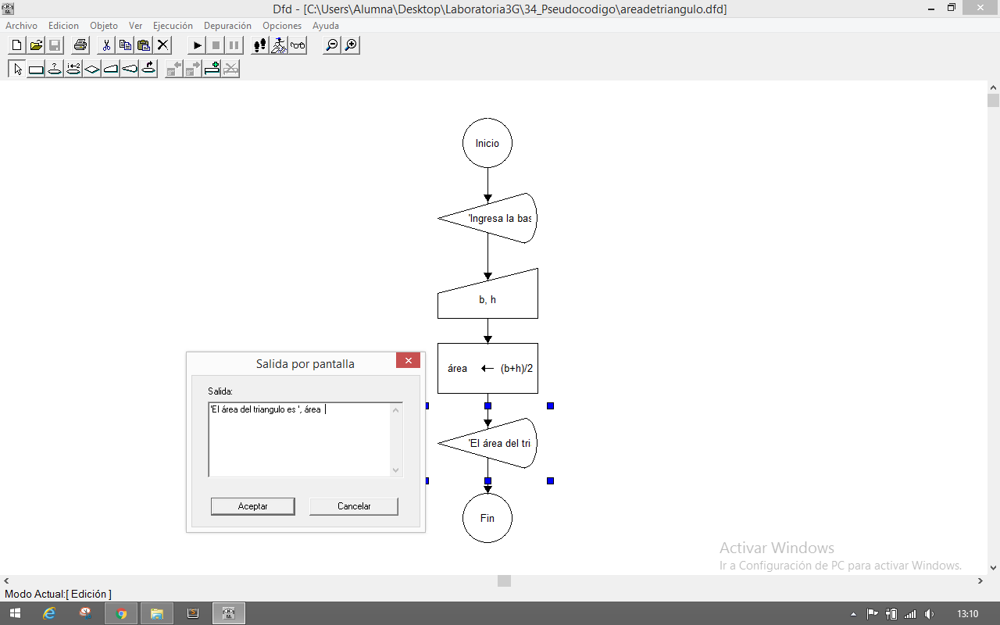 Dfd - [C:\Users\Alumna\Desktop\Laboratoria3G\34_Pseudocodigo\areadetriangulo.dfd]
Archivo Edicion Objeto Ver Ejecución Depuración Opciones Ayuda
Inicio
'Ingresa la bas
b, h
área ← (b+h)/2
Salida por pantalla
Salida:
'El área del triangulo es ', área
Aceptar Cancelar
'El área del tri
Fin
Activar Windows
Ir a Configuración de PC para activar Windows.
Modo Actual:[ Edición ]
13:10